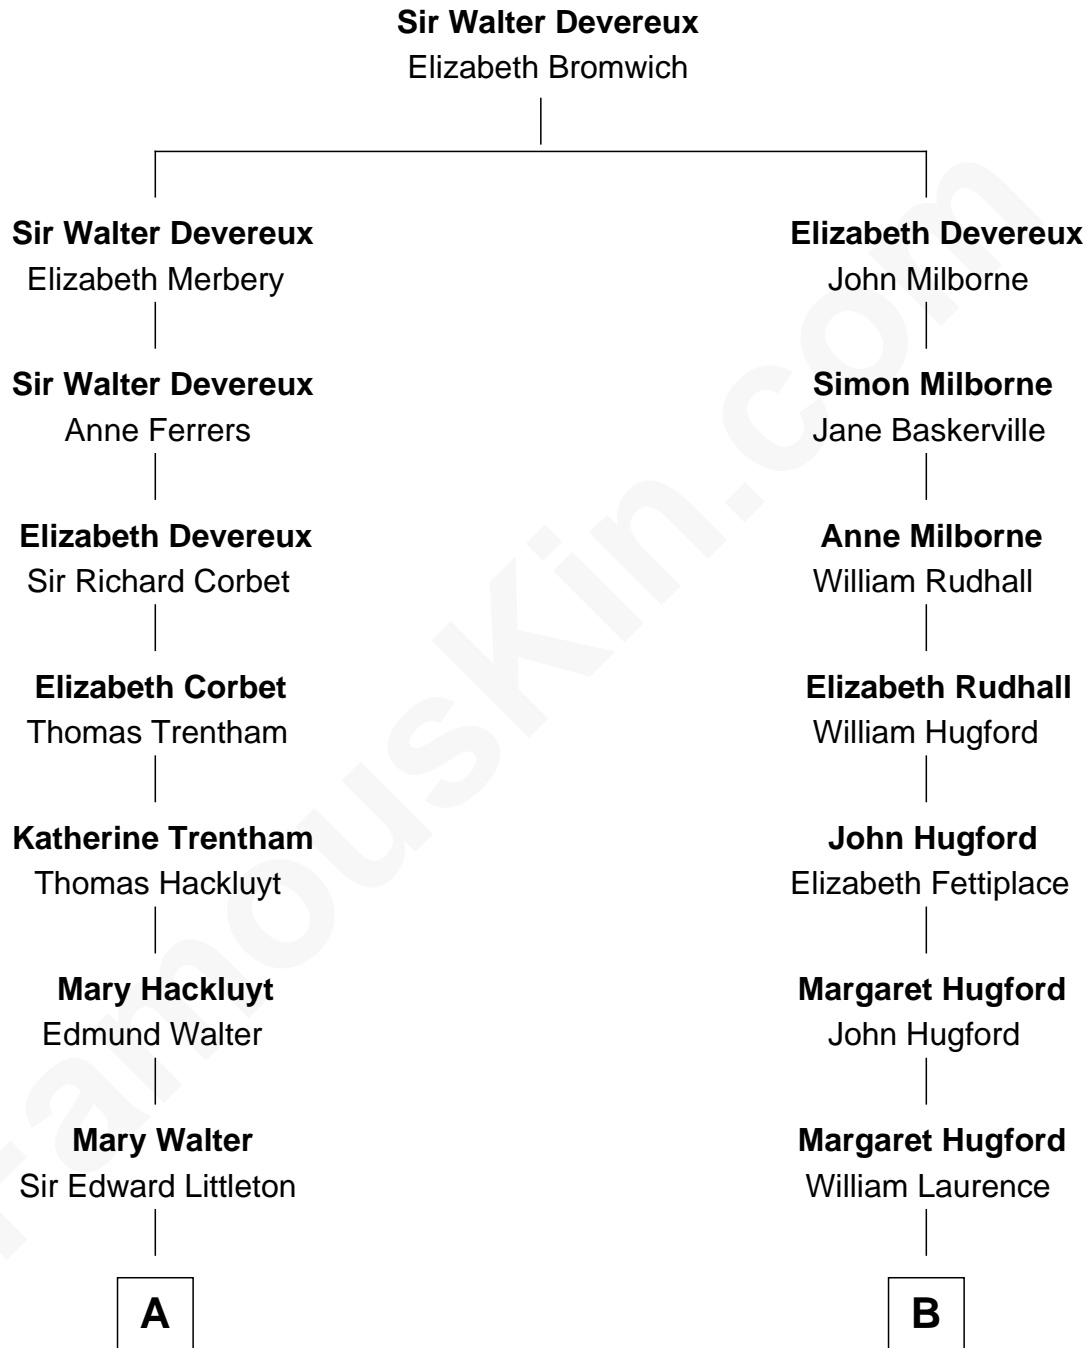 Sir Walter Devereux
Elizabeth Bromwich
Sir Walter Devereux
Elizabeth Merbery
Elizabeth Devereux
John Milborne
Sir Walter Devereux
Anne Ferrers
Simon Milborne
Jane Baskerville
Elizabeth Devereux
Sir Richard Corbet
Anne Milborne
William Rudhall
Elizabeth Corbet
Thomas Trentham
Elizabeth Rudhall
William Hugford
Katherine Trentham
Thomas Hackluyt
John Hugford
Elizabeth Fettiplace
Mary Hackluyt
Edmund Walter
Margaret Hugford
John Hugford
Mary Walter
Sir Edward Littleton
Margaret Hugford
William Laurence
A
B
FamousKin.com